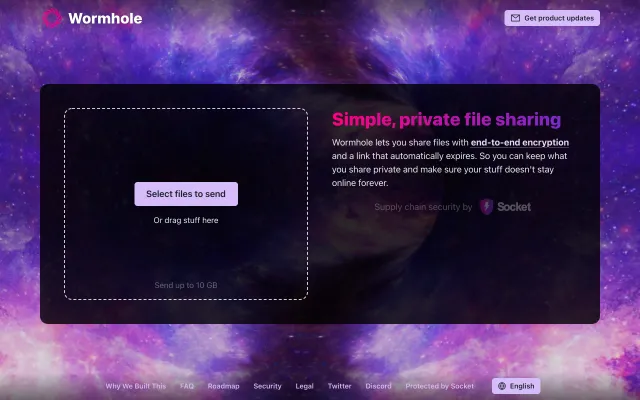 Wormhole
Get product updates
Select files to send
Or drag stuff here
Send up to 10 GB
Simple, private file sharing
Wormhole lets you share files with end-to-end encryption
and a link that automatically expires. So you can keep what
you share private and make sure your stuff doesn't stay
online forever.
Supply chain security by Socket
Why We Built This FAQ Roadmap Security Legal Twitter Discord Protected by Socket English